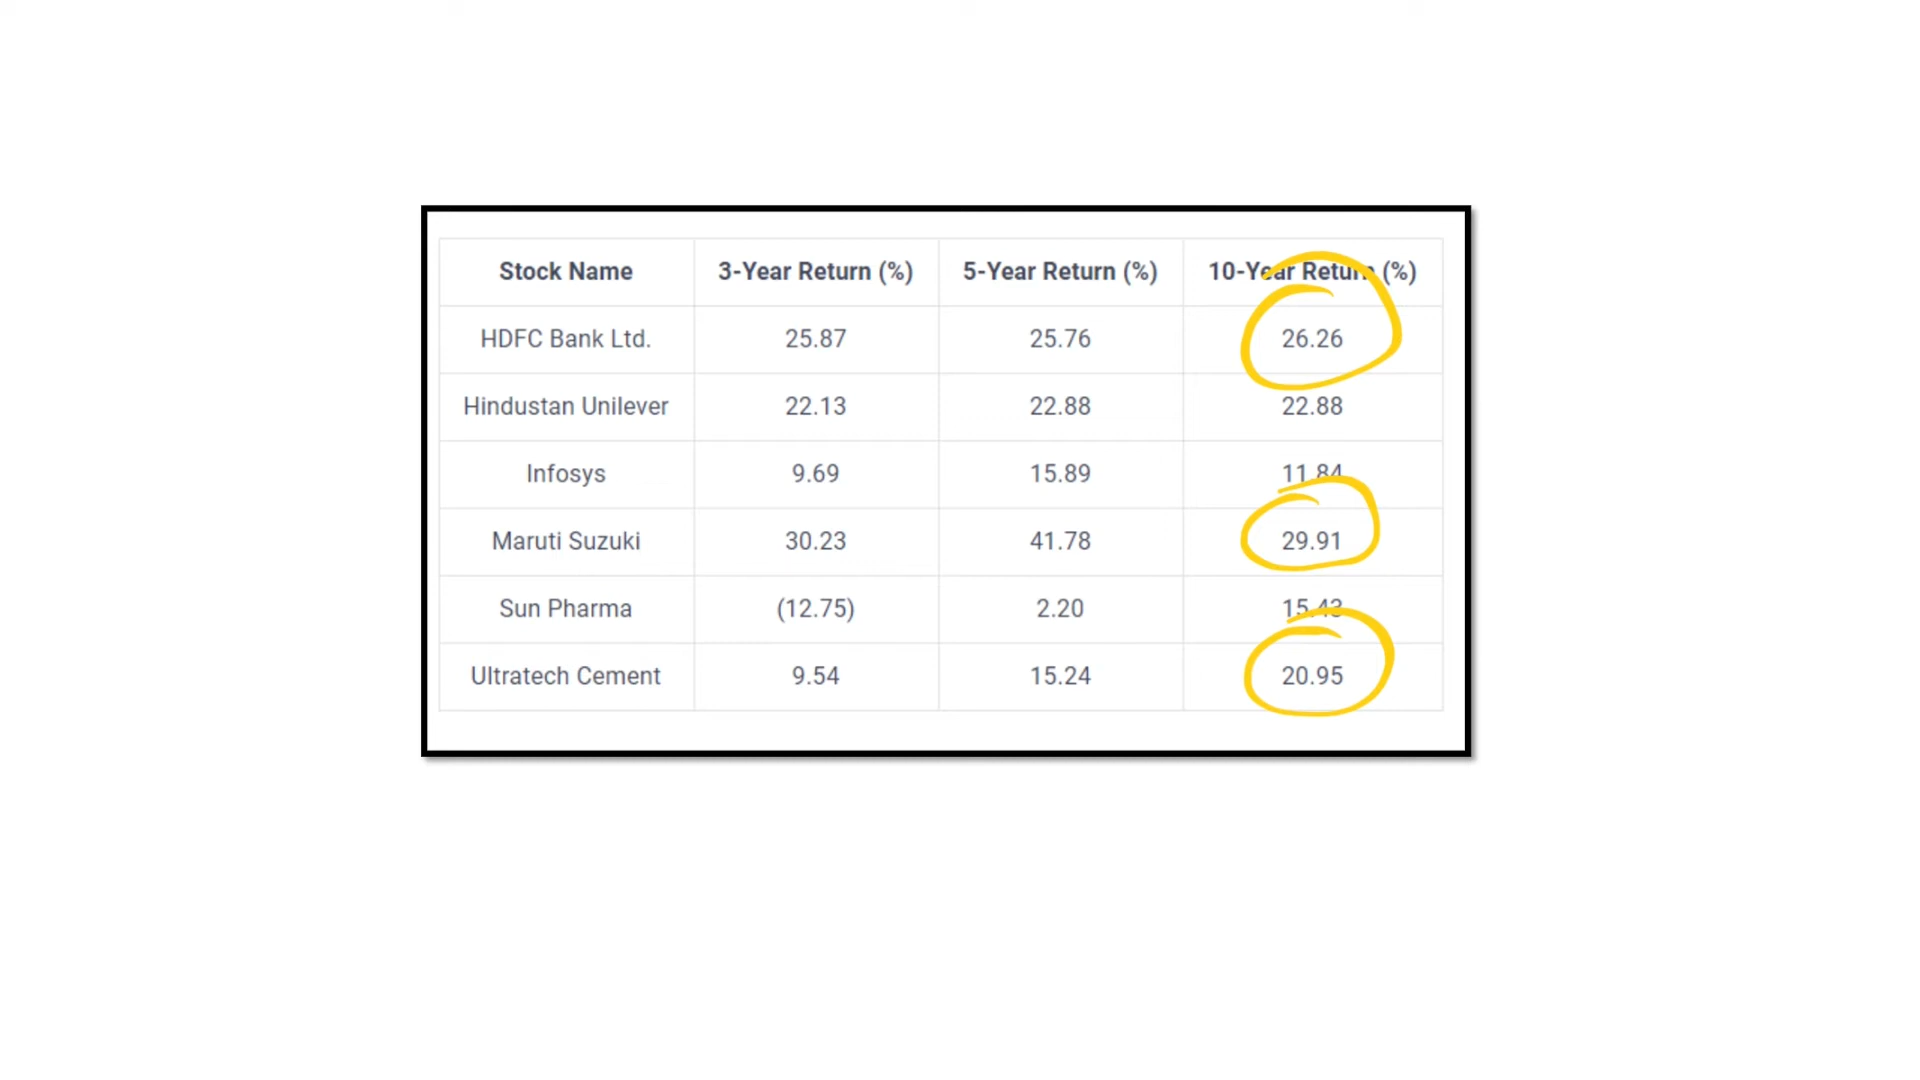 Stock Name 3-Year Return (%) 5-Year Return (%) 10-Year Return (%)
HDFC Bank Ltd. 25.87 25.76 26.26
Hindustan Unilever 22.13 22.88 22.88
Infosys 9.69 15.89 11.84
Maruti Suzuki 30.23 41.78 29.91
Sun Pharma (12.75) 2.20 15.43
Ultratech Cement 9.54 15.24 20.95